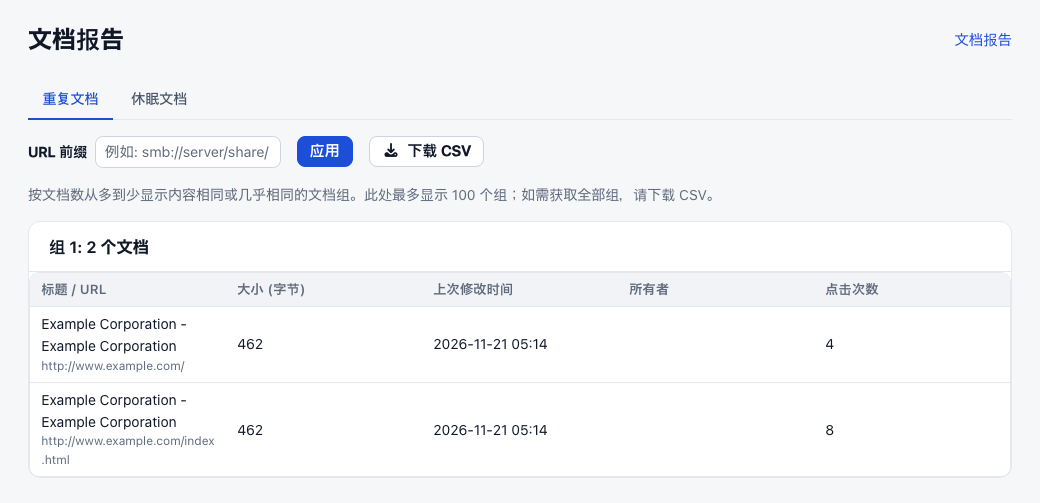 文档报告
文档报告
重复文档
休眠文档
URL 前缀
例如: smb://server/share/
应用
下载 CSV
按文档数从多到少显示内容相同或几乎相同的文档组。此处最多显示 100 个组；如需获取全部组，请下载 CSV。
组 1: 2 个文档
标题 / URL 大小 (字节) 上次修改时间 所有者 点击次数
Example Corporation -
Example Corporation
http://www.example.com/
462 2026-11-21 05:14 4
Example Corporation -
Example Corporation
http://www.example.com/index
.html
462 2026-11-21 05:14 8